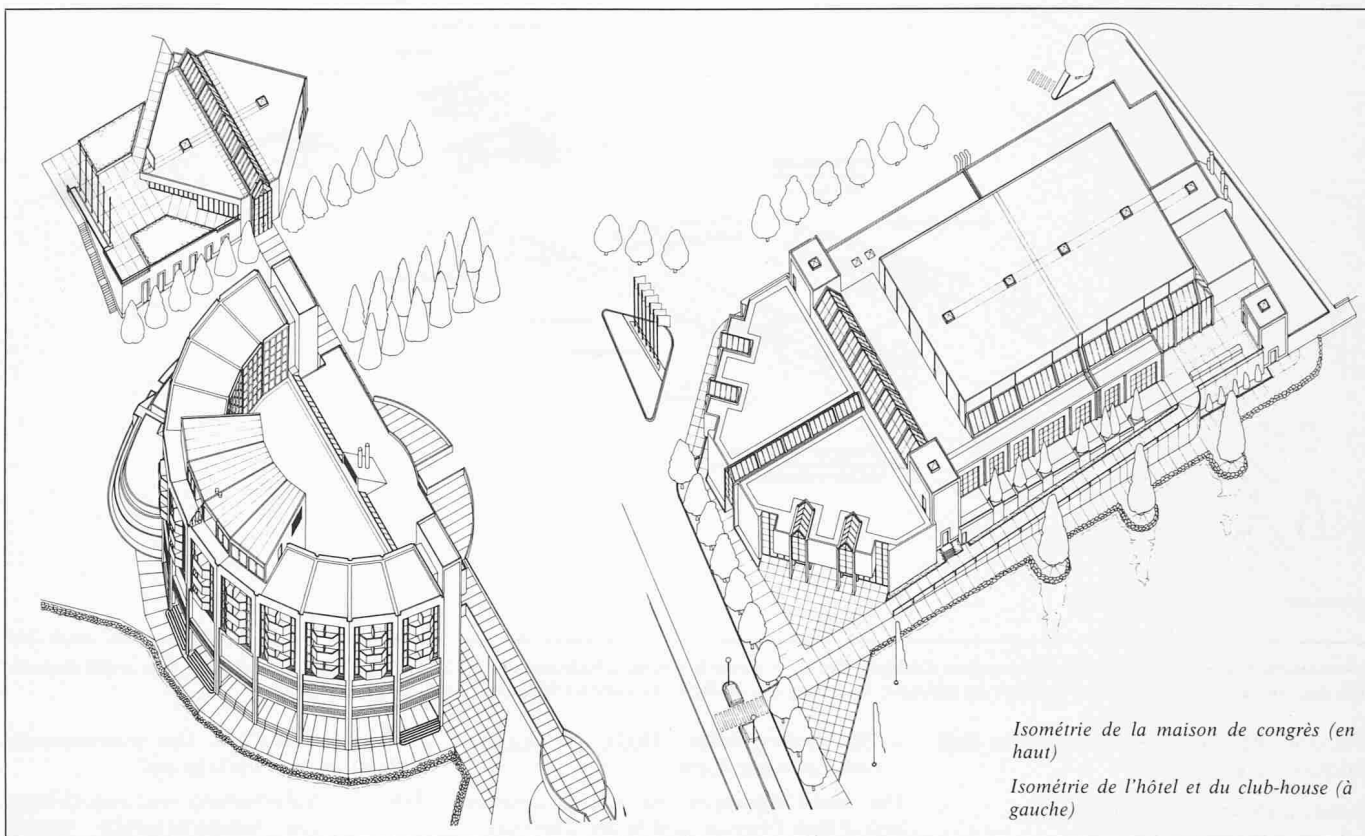 Isométrie de la maison de congrès (en
haut)
Isométrie de l'hôtel et du club-house (à
gauche)